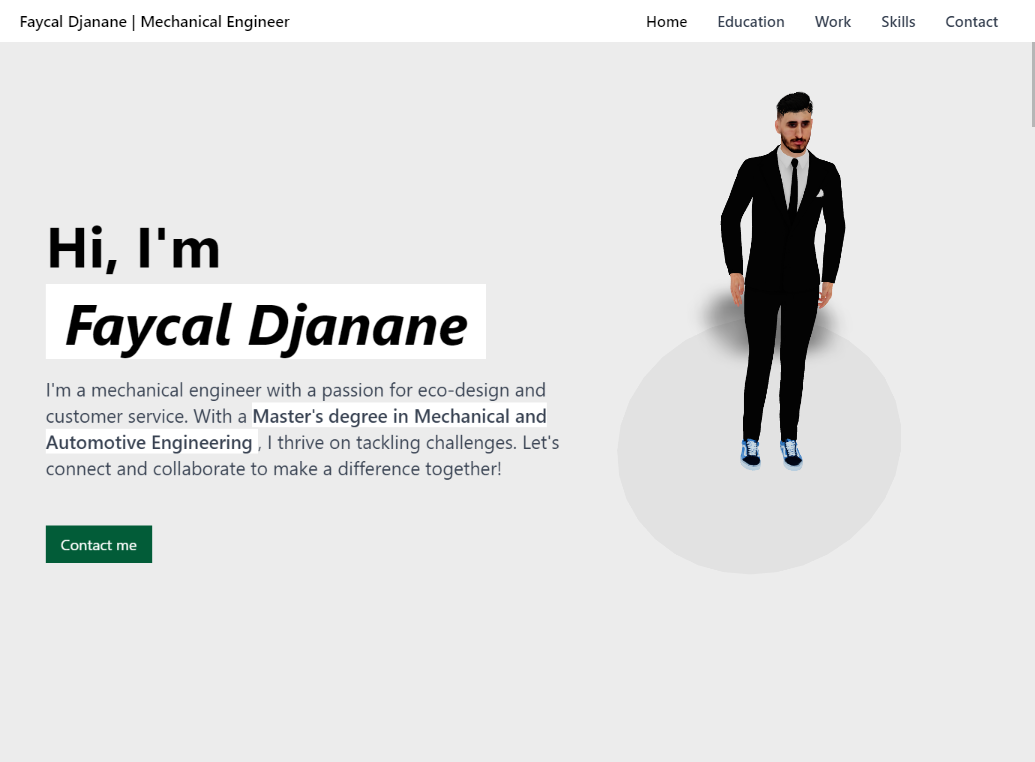 Faycal Djanane | Mechanical Engineer
Home Education Work Skills Contact
Hi, I'm
Faycal Djanane
I'm a mechanical engineer with a passion for eco-design and
customer service. With a Master's degree in Mechanical and
Automotive Engineering , I thrive on tackling challenges. Let's
connect and collaborate to make a difference together!
Contact me